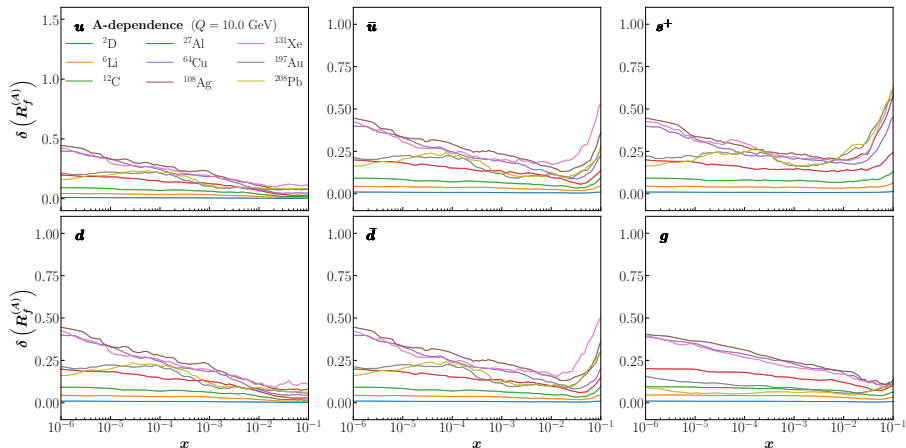 u A-dependence (Q = 10.0 GeV) ū s⁺
²D ²⁷Al ¹³¹Xe
⁶Li ⁶⁴Cu ¹⁹⁷Au
¹²C ¹⁰⁸Ag ²⁰⁸Pb
1.5 1.00 1.00
1.0 0.75 0.75
0.5 0.50 0.50
0.0 0.25 0.25
0.00 0.00
δ (R_f^(A))
d d̄ g
1.00 1.00 1.00
0.75 0.75 0.75
0.50 0.50 0.50
0.25 0.25 0.25
0.00 0.00 0.00
δ (R_f^(A))
10⁻⁶ 10⁻⁵ 10⁻⁴ 10⁻³ 10⁻² 10⁻¹ 10⁻⁵ 10⁻⁴ 10⁻³ 10⁻² 10⁻¹ 10⁻⁵ 10⁻⁴ 10⁻³ 10⁻² 10⁻¹
x x x